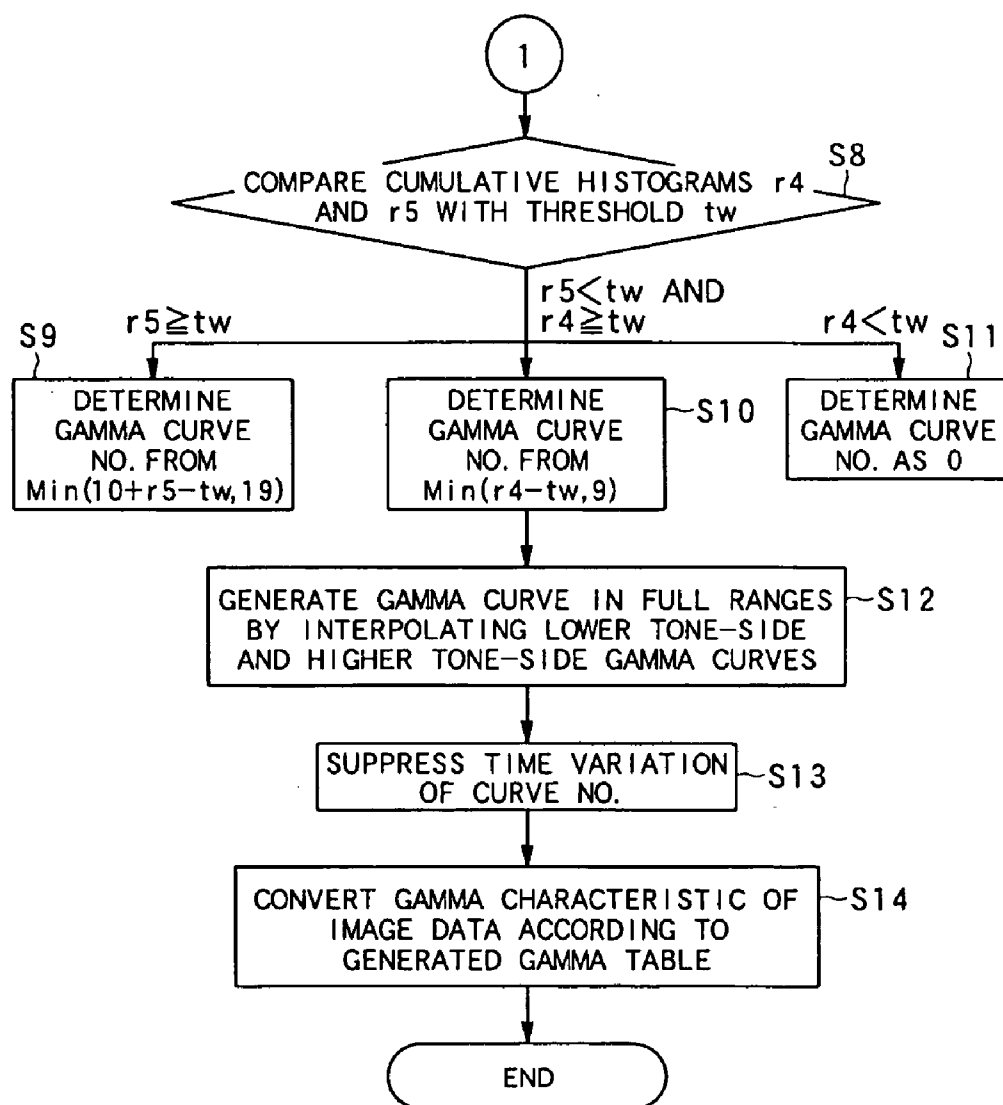 1
S8
COMPARE CUMULATIVE HISTOGRAMS r4
AND r5 WITH THRESHOLD tw
r5<tw AND
r4≧tw
r5≧tw
r4<tw
S9
DETERMINE
GAMMA CURVE
NO. FROM
Min(10+r5-tw,19)
S10
DETERMINE
GAMMA CURVE
NO. FROM
Min(r4-tw,9)
S11
DETERMINE
GAMMA CURVE
NO. AS 0
GENERATE GAMMA CURVE IN FULL RANGES
BY INTERPOLATING LOWER TONE-SIDE
AND HIGHER TONE-SIDE GAMMA CURVES
S12
SUPPRESS TIME VARIATION
OF CURVE NO.
S13
CONVERT GAMMA CHARACTERISTIC OF
IMAGE DATA ACCORDING TO
GENERATED GAMMA TABLE
S14
END